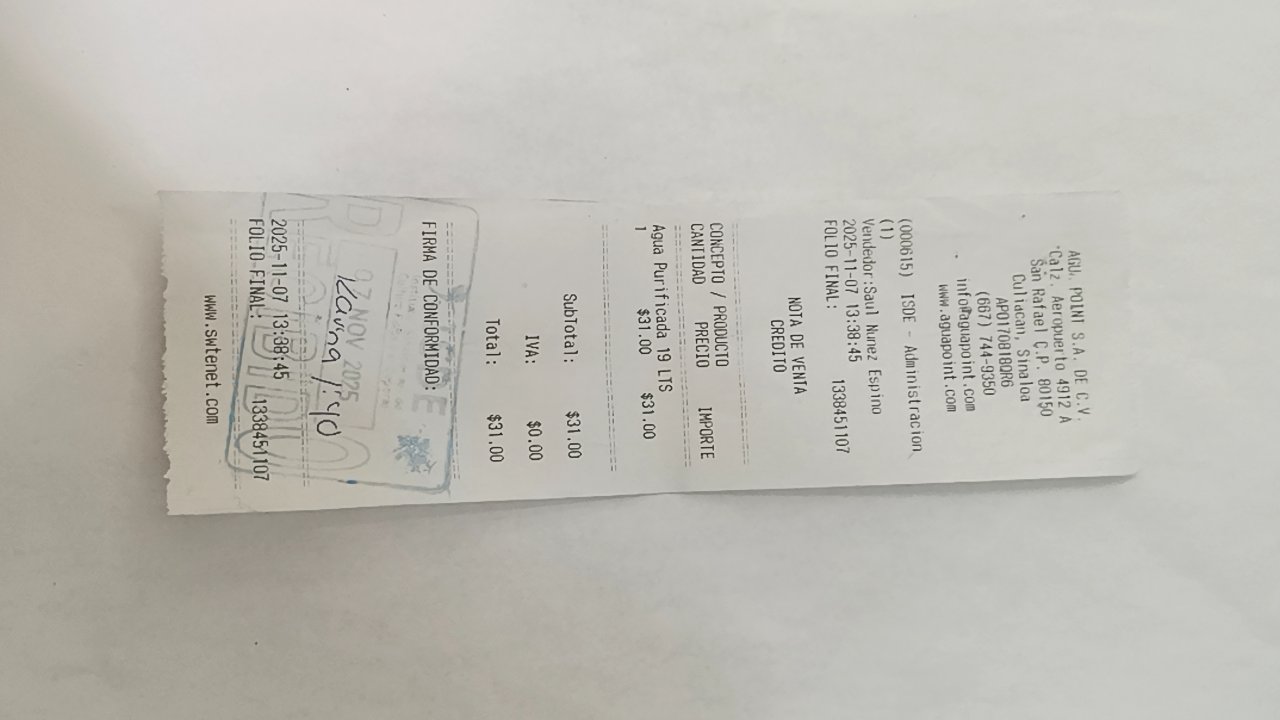 AGUA POINT S.A. DE C.V.
Calz. Aeropuerto 4912 A
San Rafael C.P. 80150
Culiacan, Sinaloa
APO170818QR6
(667) 744-9350
info@aguapoint.com
www.aguapoint.com
(000615) ISDE - Administracion
(1)
Vendedor:Saul Nunez Espino
2025-11-07 13:38:45
FOLIO FINAL: 1338451107
NOTA DE VENTA
CREDITO
CONCEPTO / PRODUCTO
CANTIDAD PRECIO IMPORTE
Agua Purificada 19 LTS
1 $31.00 $31.00
SubTotal: $31.00
IVA: $0.00
Total: $31.00
FIRMA DE CONFORMIDAD:
07 NOV 2025
RECIBIDO
2025-11-07 13:38:45
FOLIO FINAL: 1338451107
www.swtenet.com